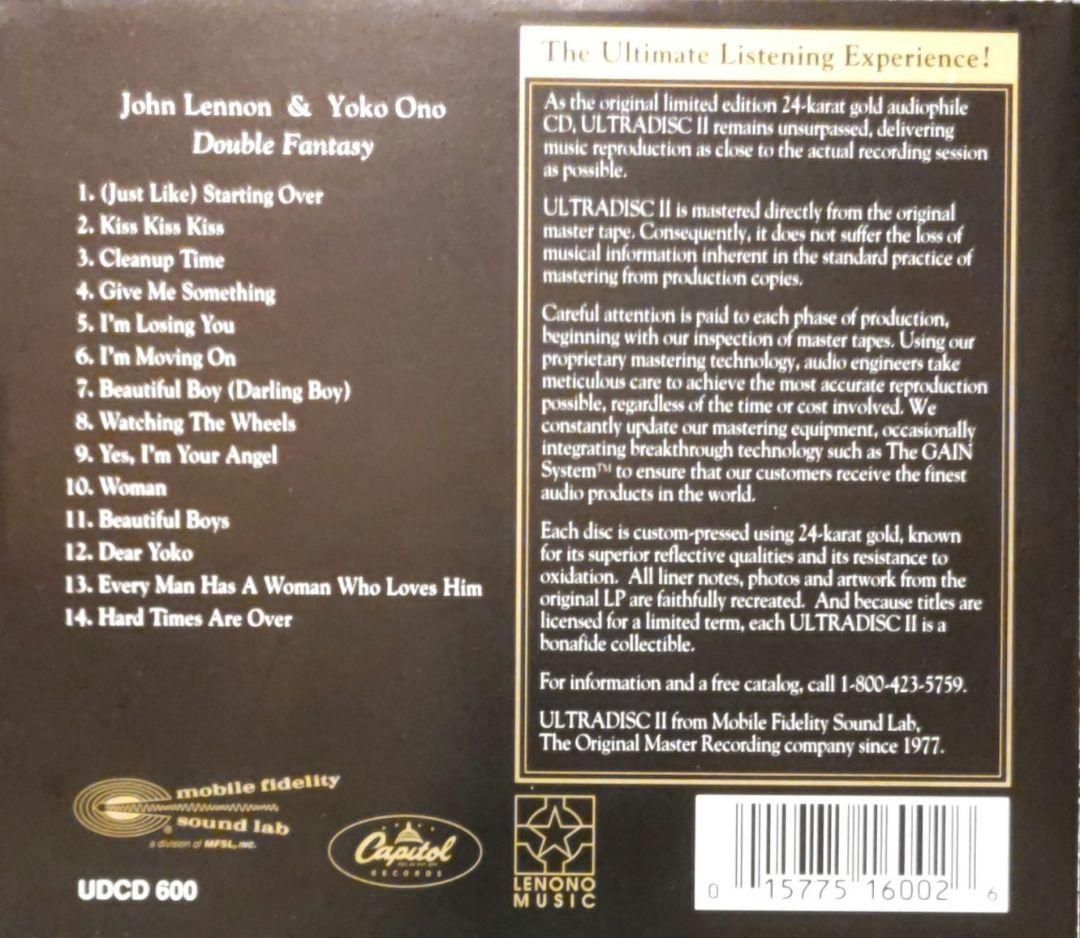 John Lennon & Yoko Ono
Double Fantasy
1. (Just Like) Starting Over
2. Kiss Kiss Kiss
3. Cleanup Time
4. Give Me Something
5. I'm Losing You
6. I'm Moving On
7. Beautiful Boy (Darling Boy)
8. Watching The Wheels
9. Yes, I'm Your Angel
10. Woman
11. Beautiful Boys
12. Dear Yoko
13. Every Man Has A Woman Who Loves Him
14. Hard Times Are Over
The Ultimate Listening Experience!
As the original limited edition 24-karat gold audiophile
CD, ULTRADISC II remains unsurpassed, delivering
music reproduction as close to the actual recording session
as possible.
ULTRADISC II is mastered directly from the original
master tape. Consequently, it does not suffer the loss of
musical information inherent in the standard practice of
mastering from production copies.
Careful attention is paid to each phase of production,
beginning with our inspection of master tapes. Using our
proprietary mastering technology, audio engineers take
meticulous care to achieve the most accurate reproduction
possible, regardless of the time or cost involved. We
constantly update our mastering equipment, occasionally
integrating breakthrough technology such as The GAIN
System™ to ensure that our customers receive the finest
audio products in the world.
Each disc is custom-pressed using 24-karat gold, known
for its superior reflective qualities and its resistance to
oxidation. All liner notes, photos and artwork from the
original LP are faithfully recreated. And because titles are
licensed for a limited term, each ULTRADISC II is a
bonafide collectible.
For information and a free catalog, call 1-800-423-5759.
ULTRADISC II from Mobile Fidelity Sound Lab,
The Original Master Recording company since 1977.
mobile fidelity
® sound lab
a division of MFSL, INC.
UDCD 600
Capitol
RECORDS
LENONO
MUSIC
0 15775 16002 6